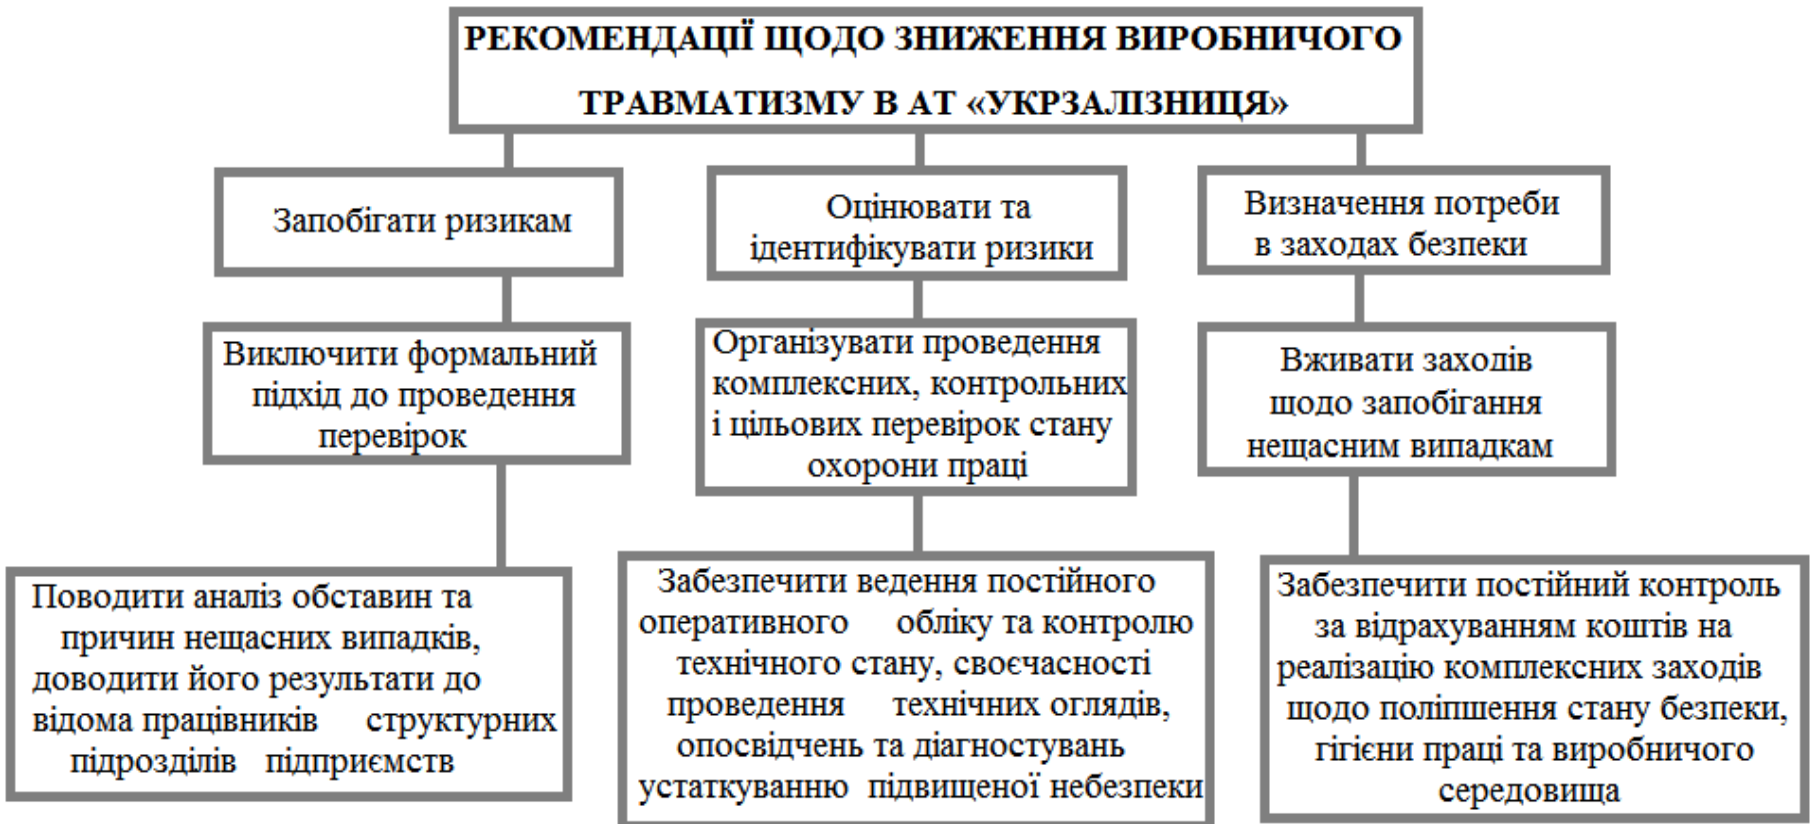 РЕКОМЕНДАЦІЇ ЩОДО ЗНИЖЕННЯ ВИРОБНИЧОГО
ТРАВМАТИЗМУ В АТ «УКРЗАЛІЗНИЦЯ»
Запобігати ризикам
Оцінювати та
ідентифікувати ризики
Визначення потреби
в заходах безпеки
Виключити формальний
підхід до проведення
перевірок
Організувати проведення
комплексних, контрольних
і цільових перевірок стану
охорони праці
Вживати заходів
щодо запобігання
нещасним випадкам
Поводити аналіз обставин та
причин нещасних випадків,
доводити його результати до
відома працівників структурних
підрозділів підприємств
Забезпечити ведення постійного
оперативного обліку та контролю
технічного стану, своєчасності
проведення технічних оглядів,
опосвідчень та діагностувань
устаткуванню підвищеної небезпеки
Забезпечити постійний контроль
за відрахуванням коштів на
реалізацію комплексних заходів
щодо поліпшення стану безпеки,
гігієни праці та виробничого
середовища